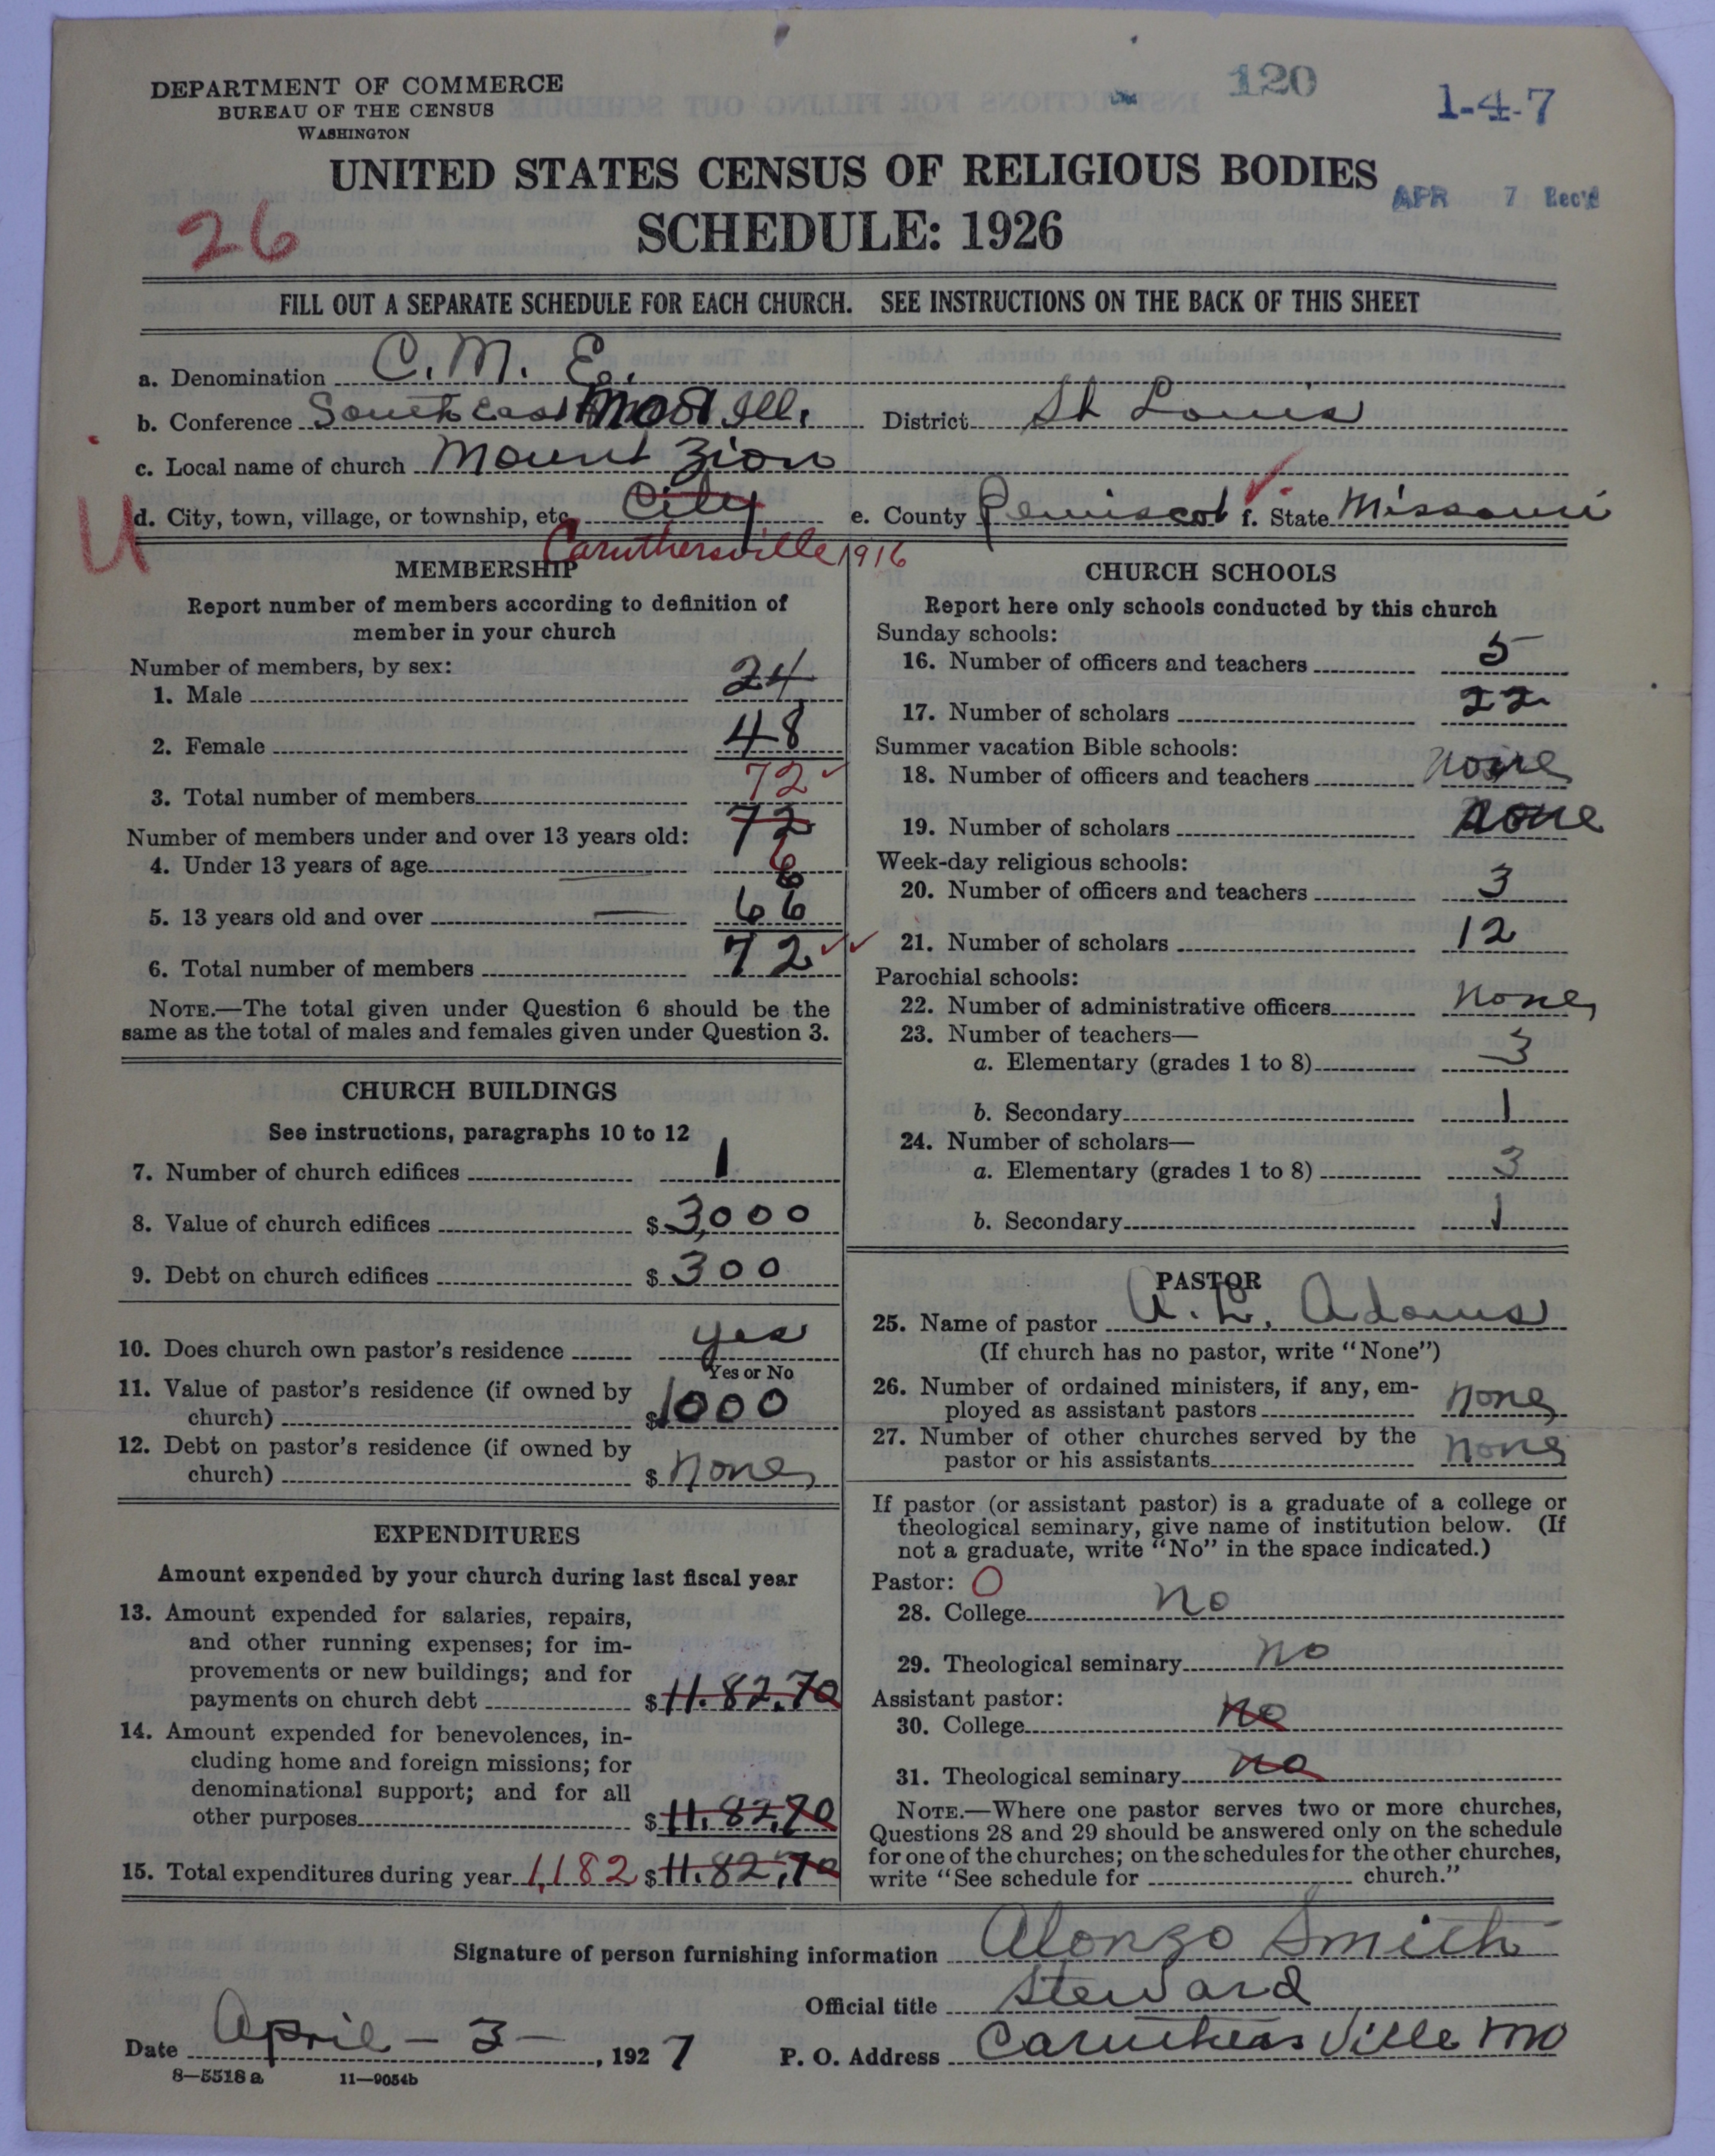 DEPARTMENT OF COMMERCE
BUREAU OF THE CENSUS
WASHINGTON
120
1-4-7
UNITED STATES CENSUS OF RELIGIOUS BODIES
APR 7 Rec'd
26
SCHEDULE: 1926
FILL OUT A SEPARATE SCHEDULE FOR EACH CHURCH. SEE INSTRUCTIONS ON THE BACK OF THIS SHEET
a. Denomination C. M. E.
b. Conference South East Mo & Ill. District St Louis
c. Local name of church Mount Zion
U
d. City, town, village, or township, etc. City e. County Pemiscot f. State Missouri
Caruthersville 1916
MEMBERSHIP
Report number of members according to definition of
member in your church
Number of members, by sex:
1. Male 24
2. Female 48
72
3. Total number of members 72
Number of members under and over 13 years old:
6
4. Under 13 years of age 6
5. 13 years old and over 66
6. Total number of members 72
NOTE.—The total given under Question 6 should be the
same as the total of males and females given under Question 3.
CHURCH BUILDINGS
See instructions, paragraphs 10 to 12
7. Number of church edifices 1
8. Value of church edifices $ 3,000
9. Debt on church edifices $ 300
10. Does church own pastor's residence yes
Yes or No
11. Value of pastor's residence (if owned by
church) $ 1000
12. Debt on pastor's residence (if owned by
church) $ none
EXPENDITURES
Amount expended by your church during last fiscal year
13. Amount expended for salaries, repairs,
and other running expenses; for im-
provements or new buildings; and for
payments on church debt $ 11.82.70
14. Amount expended for benevolences, in-
cluding home and foreign missions; for
denominational support; and for all
other purposes $ 11.82.70
15. Total expenditures during year 1,182 $ 11.82.70
CHURCH SCHOOLS
Report here only schools conducted by this church
Sunday schools:
16. Number of officers and teachers 5
17. Number of scholars 22
Summer vacation Bible schools:
18. Number of officers and teachers none
19. Number of scholars none
Week-day religious schools:
20. Number of officers and teachers 3
21. Number of scholars 12
Parochial schools:
22. Number of administrative officers none
23. Number of teachers—
a. Elementary (grades 1 to 8) 3
b. Secondary 1
24. Number of scholars—
a. Elementary (grades 1 to 8) 3
b. Secondary 1
PASTOR
25. Name of pastor A. L. Adams
(If church has no pastor, write "None")
26. Number of ordained ministers, if any, em-
ployed as assistant pastors none
27. Number of other churches served by the
pastor or his assistants none
If pastor (or assistant pastor) is a graduate of a college or
theological seminary, give name of institution below. (If
not a graduate, write "No" in the space indicated.)
Pastor: O
28. College no
29. Theological seminary no
Assistant pastor:
30. College no
31. Theological seminary no
NOTE.—Where one pastor serves two or more churches,
Questions 28 and 29 should be answered only on the schedule
for one of the churches; on the schedules for the other churches,
write "See schedule for church."
Signature of person furnishing information Alonzo Smith
Official title Steward
Date April - 3 - , 1927 P. O. Address Caruthersville Mo
8—5518 a 11—9054b